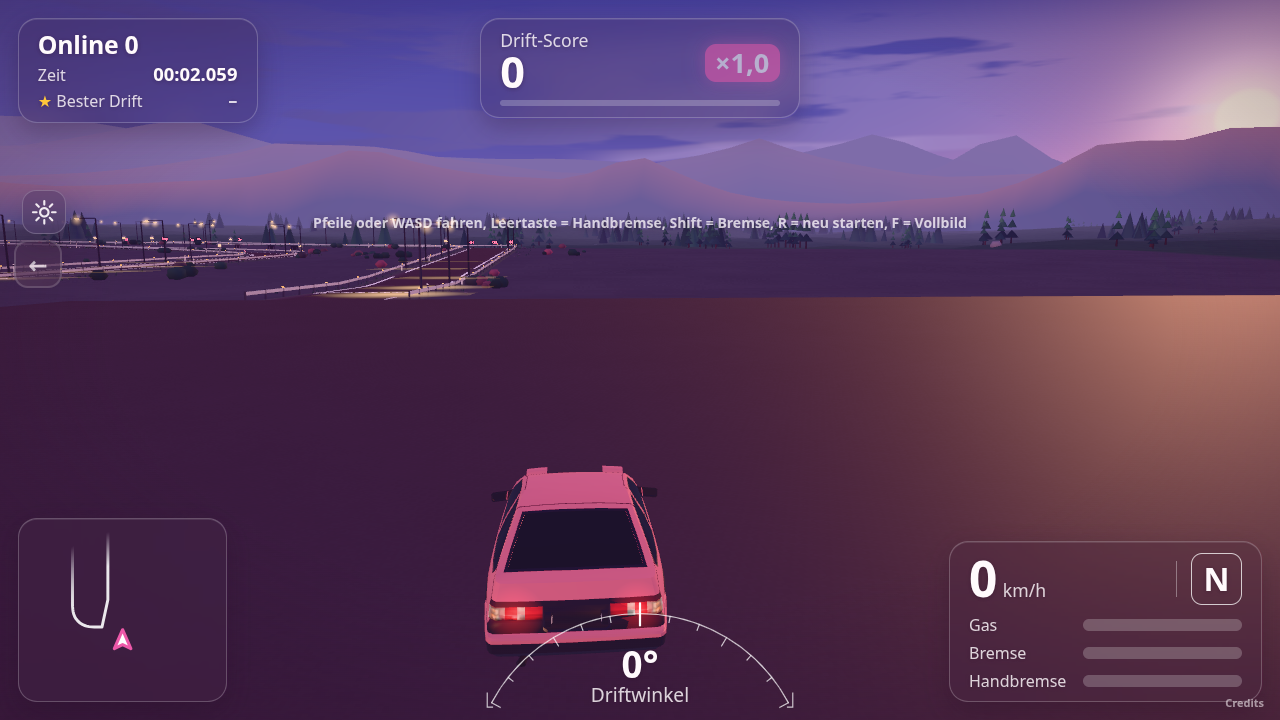 Online 0
Zeit 00:02.059
★ Bester Drift –
Drift-Score
0
×1,0
Pfeile oder WASD fahren, Leertaste = Handbremse, Shift = Bremse, R = neu starten, F = Vollbild
0°
Driftwinkel
0 km/h
N
Gas
Bremse
Handbremse
Credits